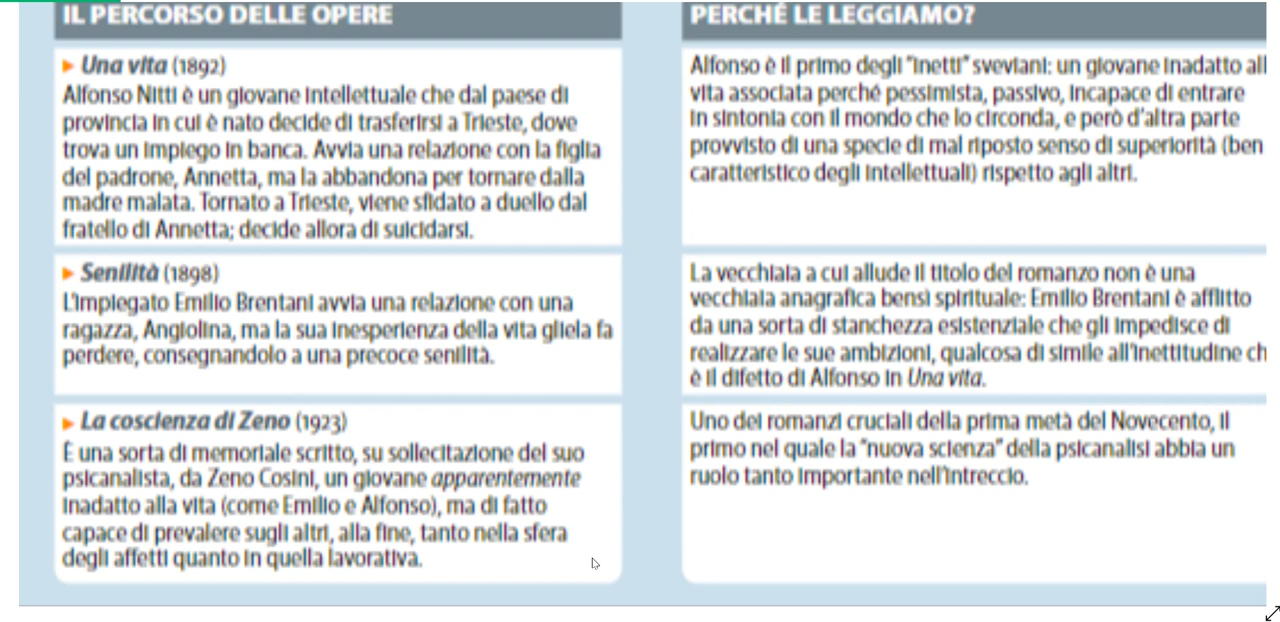 IL PERCORSO DELLE OPERE
▶ Una vita (1892)
Alfonso Nitti è un giovane intellettuale che dal paese di
provincia in cui è nato decide di trasferirsi a Trieste, dove
trova un impiego in banca. Avvia una relazione con la figlia
del padrone, Annetta, ma la abbandona per tornare dalla
madre malata. Tornato a Trieste, viene sfidato a duello dal
fratello di Annetta; decide allora di suicidarsi.
▶ Senilità (1898)
L'impiegato Emilio Brentani avvia una relazione con una
ragazza, Angiolina, ma la sua inesperienza della vita gliela fa
perdere, consegnandolo a una precoce senilità.
▶ La coscienza di Zeno (1923)
È una sorta di memoriale scritto, su sollecitazione del suo
psicanalista, da Zeno Cosini, un giovane apparentemente
inadatto alla vita (come Emilio e Alfonso), ma di fatto
capace di prevalere sugli altri, alla fine, tanto nella sfera
degli affetti quanto in quella lavorativa.
PERCHÉ LE LEGGIAMO?
Alfonso è il primo degli "inetti" sveviani: un giovane inadatto all
vita associata perché pessimista, passivo, incapace di entrare
in sintonia con il mondo che lo circonda, e però d'altra parte
provvisto di una specie di mal riposto senso di superiorità (ben
caratteristico degli intellettuali) rispetto agli altri.
La vecchiaia a cui allude il titolo del romanzo non è una
vecchiaia anagrafica bensì spirituale: Emilio Brentani è afflitto
da una sorta di stanchezza esistenziale che gli impedisce di
realizzare le sue ambizioni, qualcosa di simile all'inettitudine ch
è il difetto di Alfonso in Una vita.
Uno dei romanzi cruciali della prima metà del Novecento, il
primo nel quale la "nuova scienza" della psicanalisi abbia un
ruolo tanto importante nell'intreccio.